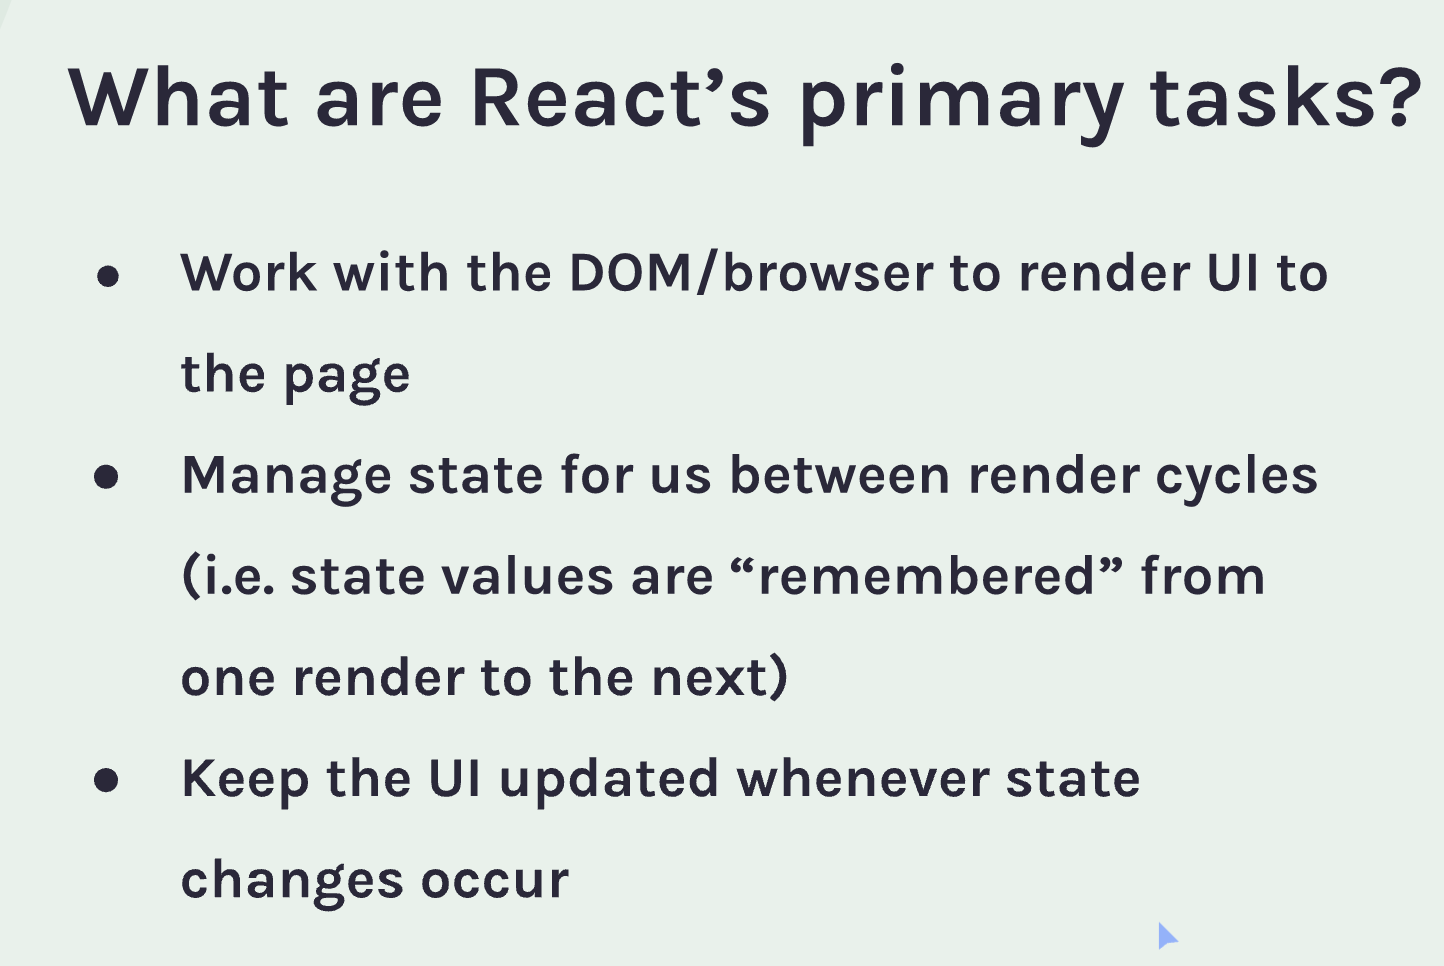 What are React’s primary tasks?
● Work with the DOM/browser to render UI to
the page
● Manage state for us between render cycles
(i.e. state values are “remembered” from
one render to the next)
● Keep the UI updated whenever state
changes occur